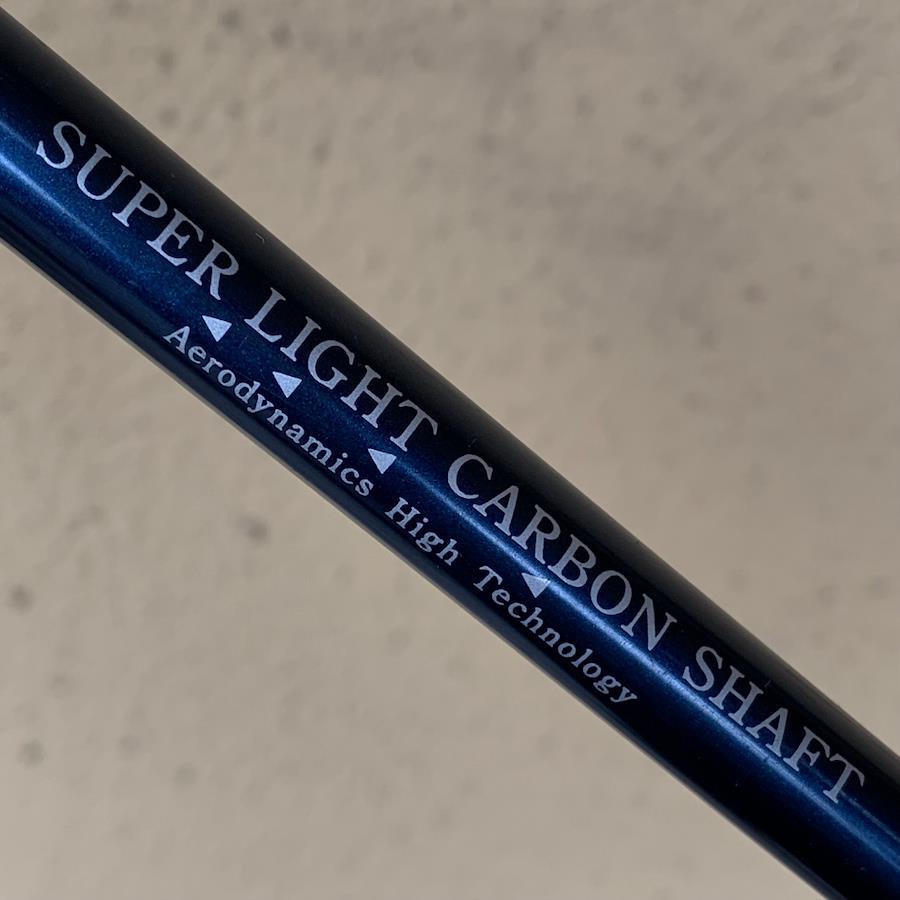 SUPER LIGHT CARBON SHAFT
Aerodynamics High Technology